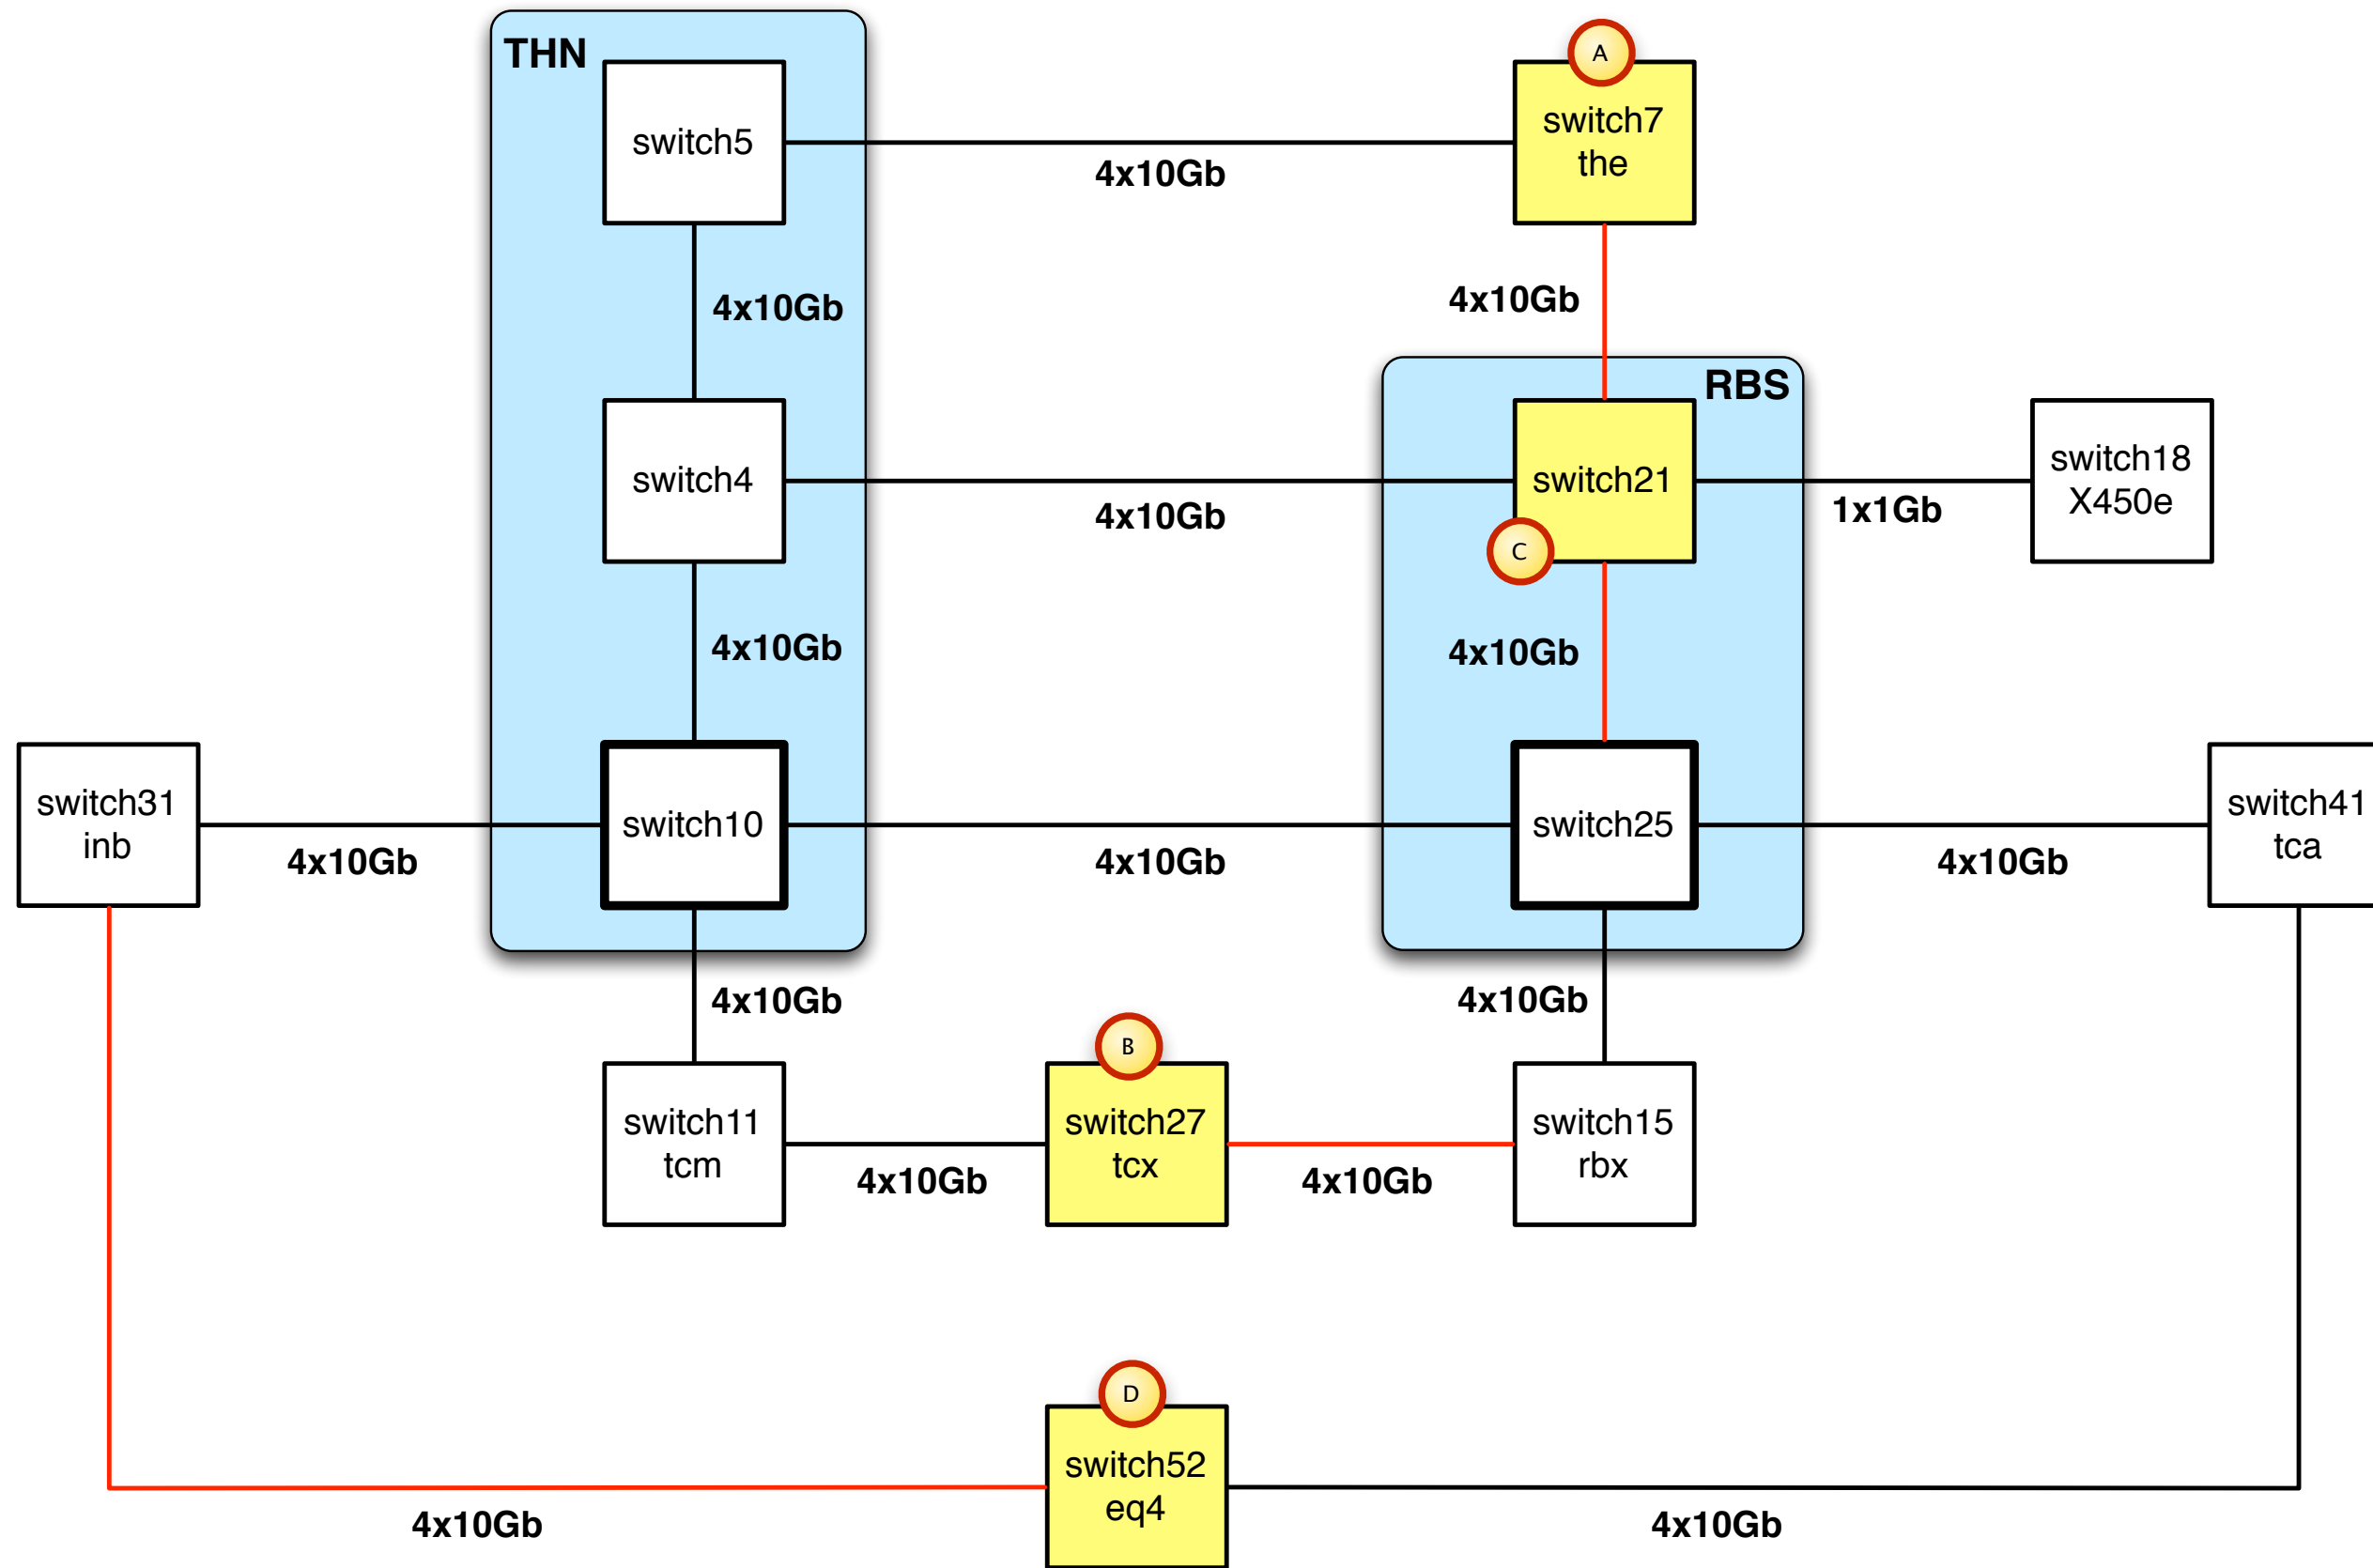 THN
A
switch5
switch7
the
4x10Gb
4x10Gb
4x10Gb
RBS
switch4
switch21
switch18
X450e
4x10Gb
1x1Gb
C
4x10Gb
4x10Gb
switch31
inb
switch10
switch25
switch41
tca
4x10Gb
4x10Gb
4x10Gb
4x10Gb
4x10Gb
B
switch11
tcm
switch27
tcx
switch15
rbx
4x10Gb
4x10Gb
D
switch52
eq4
4x10Gb
4x10Gb